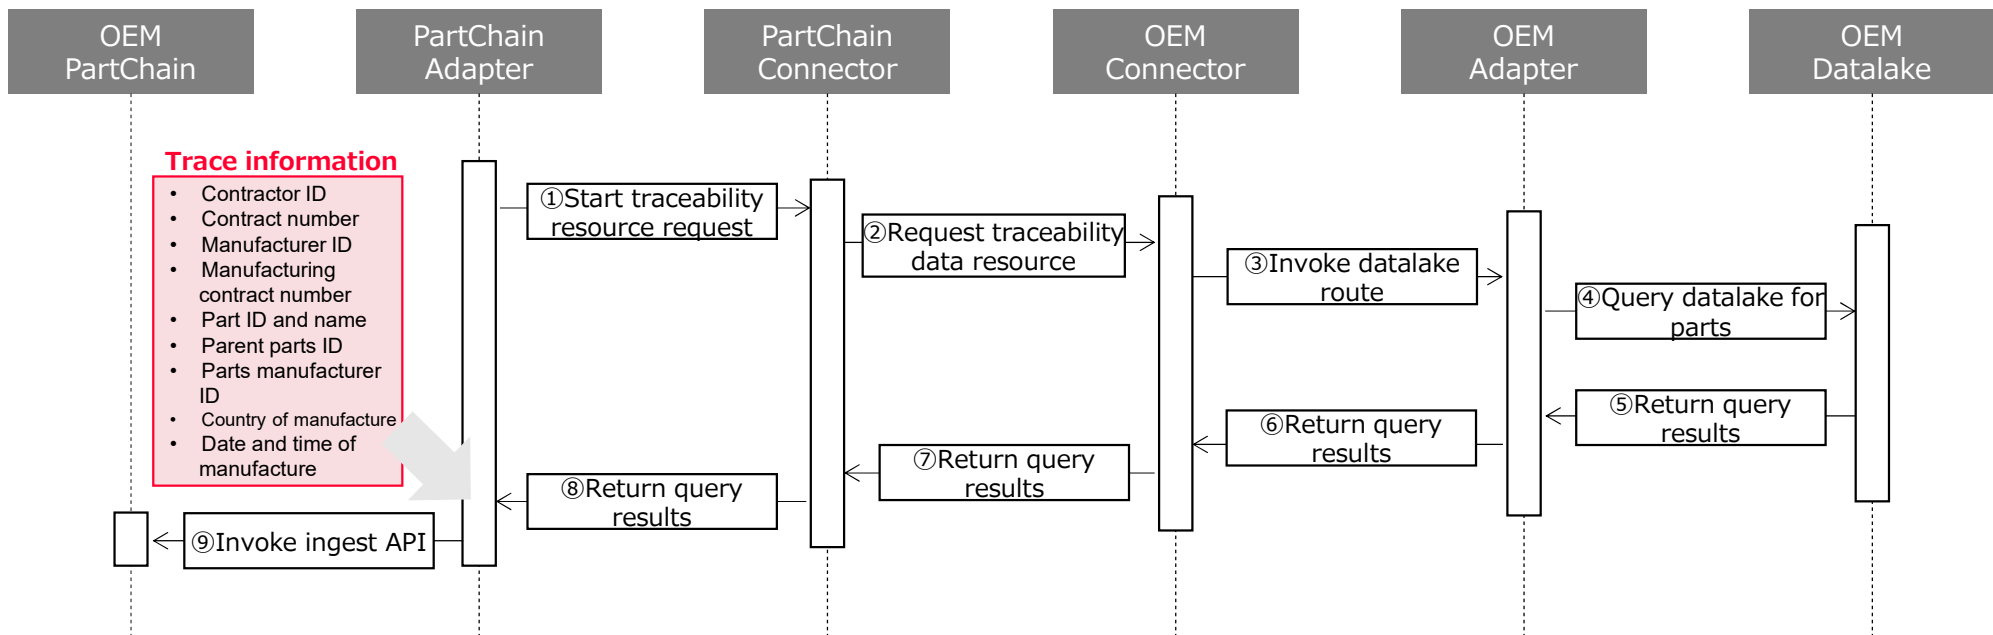 OEM
PartChain
PartChain
Adapter
PartChain
Connector
OEM
Connector
OEM
Adapter
OEM
Datalake
Trace information
• Contractor ID
• Contract number
• Manufacturer ID
• Manufacturing
contract number
• Part ID and name
• Parent parts ID
• Parts manufacturer
ID
• Country of manufacture
• Date and time of
manufacture
①Start traceability
resource request
②Request traceability
data resource
③Invoke datalake
route
④Query datalake for
parts
⑤Return query
results
⑥Return query
results
⑦Return query
results
⑧Return query
results
⑨Invoke ingest API